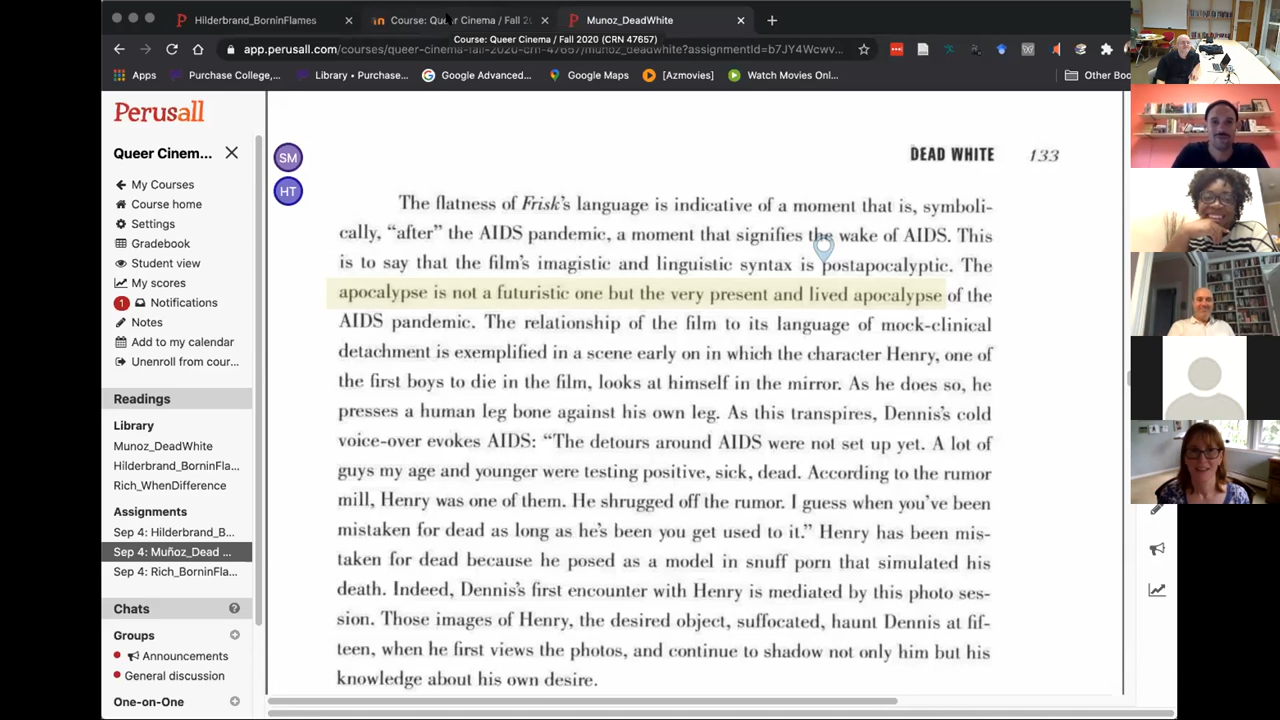 Hilderbrand_BorninFlames
Course: Queer Cinema / Fall 20
Munoz_DeadWhite
Course: Queer Cinema / Fall 2020 (CRN 47657)
Apps
Purchase College,...
Library • Purchase...
Google Advanced...
Google Maps
[Azmovies]
Watch Movies Onl...
Other Boo
Perusall
Queer Cinem...
My Courses
Course home
Settings
Gradebook
Student view
My scores
1 Notifications
Notes
Add to my calendar
Unenroll from cour...
Readings
Library
Munoz_DeadWhite
Hilderbrand_BorninFla...
Rich_WhenDifference
Assignments
Sep 4: Hilderbrand_B...
Sep 4: Muñoz_Dead ...
Sep 4: Rich_BorninFla...
Chats
Groups
Announcements
General discussion
One-on-One
SM
HT
DEAD WHITE 133
The flatness of Frisk's language is indicative of a moment that is, symboli-
cally, “after” the AIDS pandemic, a moment that signifies the wake of AIDS. This
is to say that the film's imagistic and linguistic syntax is postapocalyptic. The
apocalypse is not a futuristic one but the very present and lived apocalypse of the
AIDS pandemic. The relationship of the film to its language of mock-clinical
detachment is exemplified in a scene early on in which the character Henry, one of
the first boys to die in the film, looks at himself in the mirror. As he does so, he
presses a human leg bone against his own leg. As this transpires, Dennis's cold
voice-over evokes AIDS: “The detours around AIDS were not set up yet. A lot of
guys my age and younger were testing positive, sick, dead. According to the rumor
mill, Henry was one of them. He shrugged off the rumor. I guess when you've been
mistaken for dead as long as he's been you get used to it.” Henry has been mis-
taken for dead because he posed as a model in snuff porn that simulated his
death. Indeed, Dennis's first encounter with Henry is mediated by this photo ses-
sion. Those images of Henry, the desired object, suffocated, haunt Dennis at fif-
teen, when he first views the photos, and continue to shadow not only him but his
knowledge about his own desire.